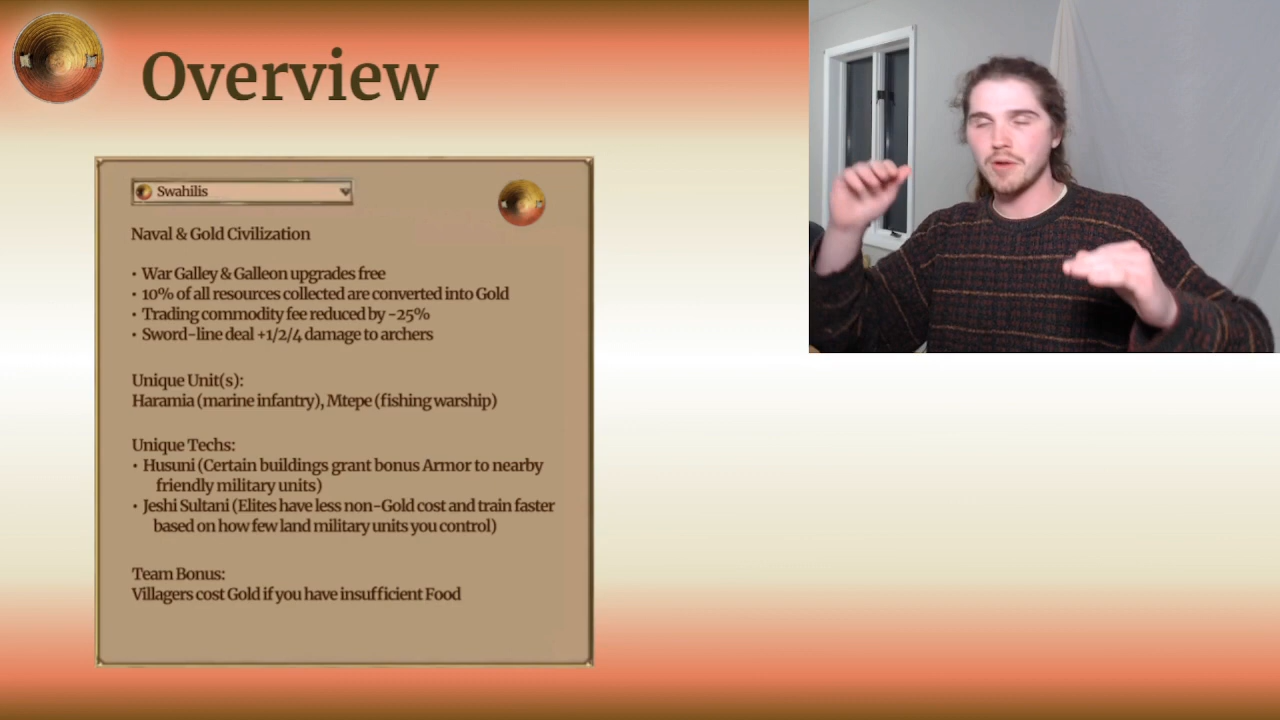 Overview
Swahilis
Naval & Gold Civilization
• War Galley & Galleon upgrades free
• 10% of all resources collected are converted into Gold
• Trading commodity fee reduced by -25%
• Sword-line deal +1/2/4 damage to archers
Unique Unit(s):
Haramia (marine infantry), Mtepe (fishing warship)
Unique Techs:
• Husuni (Certain buildings grant bonus Armor to nearby
friendly military units)
• Jeshi Sultani (Elites have less non-Gold cost and train faster
based on how few land military units you control)
Team Bonus:
Villagers cost Gold if you have insufficient Food